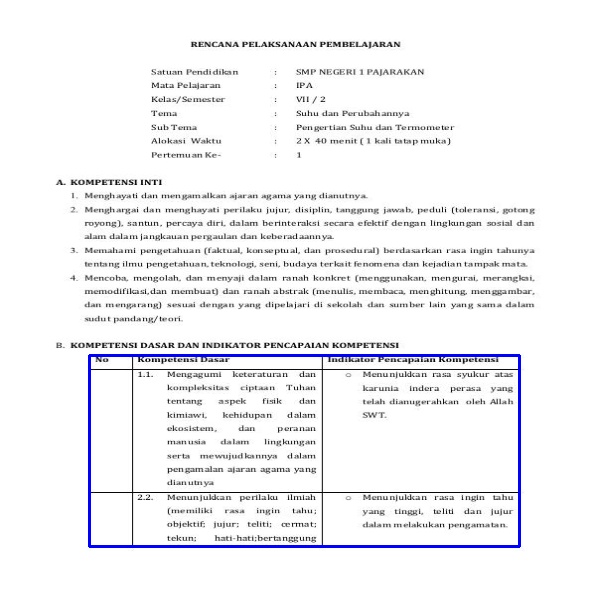 RENCANA PELAKSANAAN PEMBELAJARAN
Satuan Pendidikan : SMP NEGERI 1 PAJARAKAN
Mata Pelajaran : IPA
Kelas/Semester : VII / 2
Tema : Suhu dan Perubahannya
Sub Tema : Pengertian Suhu dan Termometer
Alokasi Waktu : 2 X 40 menit ( 1 kali tatap muka)
Pertemuan Ke- : 1
A. KOMPETENSI INTI
1. Menghayati dan mengamalkan ajaran agama yang dianutnya.
2. Menghargai dan menghayati perilaku jujur, disiplin, tanggung jawab, peduli (toleransi, gotong
royong), santun, percaya diri, dalam berinteraksi secara efektif dengan lingkungan sosial dan
alam dalam jangkauan pergaulan dan keberadaannya.
3. Memahami pengetahuan (faktual, konseptual, dan prosedural) berdasarkan rasa ingin tahunya
tentang ilmu pengetahuan, teknologi, seni, budaya terkait fenomena dan kejadian tampak mata.
4. Mencoba, mengolah, dan menyaji dalam ranah konkret (menggunakan, mengurai, merangkai,
memodifikasi,dan membuat) dan ranah abstrak (menulis, membaca, menghitung, menggambar,
dan mengarang) sesuai dengan yang dipelajari di sekolah dan sumber lain yang sama dalam
sudut pandang/teori.
B. KOMPETENSI DASAR DAN INDIKATOR PENCAPAIAN KOMPETENSI
No Kompetensi Dasar Indikator Pencapaian Kompetensi
1.1. Mengagumi keteraturan dan
kompleksitas ciptaan Tuhan
tentang aspek fisik dan
kimiawi, kehidupan dalam
ekosistem, dan peranan
manusia dalam lingkungan
serta mewujudkannya dalam
pengamalan ajaran agama yang
dianutnya
o Menunjukkan rasa syukur atas
karunia indera perasa yang
telah dianugerahkan oleh Allah
SWT.
2.2. Menunjukkan perilaku ilmiah
(memiliki rasa ingin tahu;
objektif; jujur; teliti; cermat;
tekun; hati-hati;bertanggung
o Menunjukkan rasa ingin tahu
yang tinggi, teliti dan jujur
dalam melakukan pengamatan.